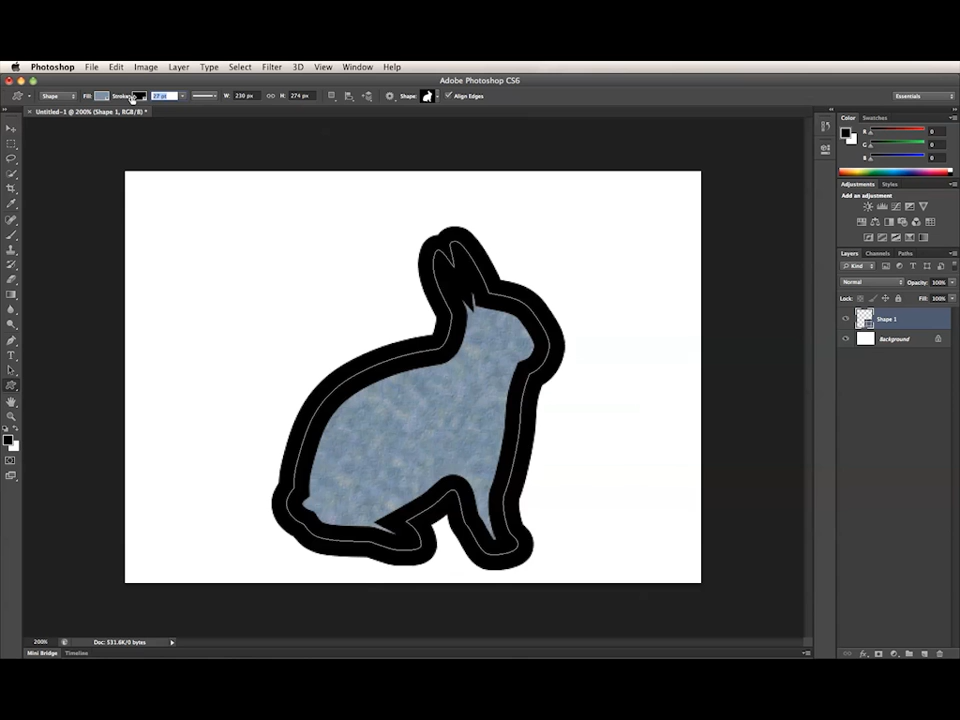 Photoshop File Edit Image Layer Type Select Filter 3D View Window Help
Adobe Photoshop CS6
Shape Fill: Stroke: W: 230 px H: 274 px Shape: Align Edges Essentials
Untitled-1 @ 200% (Shape 1, RGB/8) *
Color Swatches
R 0
G 0
B 0
Adjustments Styles
Add an adjustment
Layers Channels Paths
Kind
Normal Opacity: 100%
Lock: Fill: 100%
Shape 1
Background
200% Doc: 531.6K/0 bytes
Mini Bridge Timeline